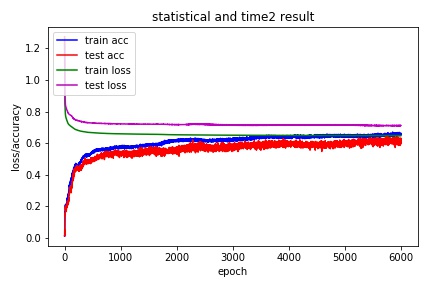 statistical and time2 result
train acc
test acc
train loss
test loss
loss/accuracy
1.2
1.0
0.8
0.6
0.4
0.2
0.0
0 1000 2000 3000 4000 5000 6000
epoch